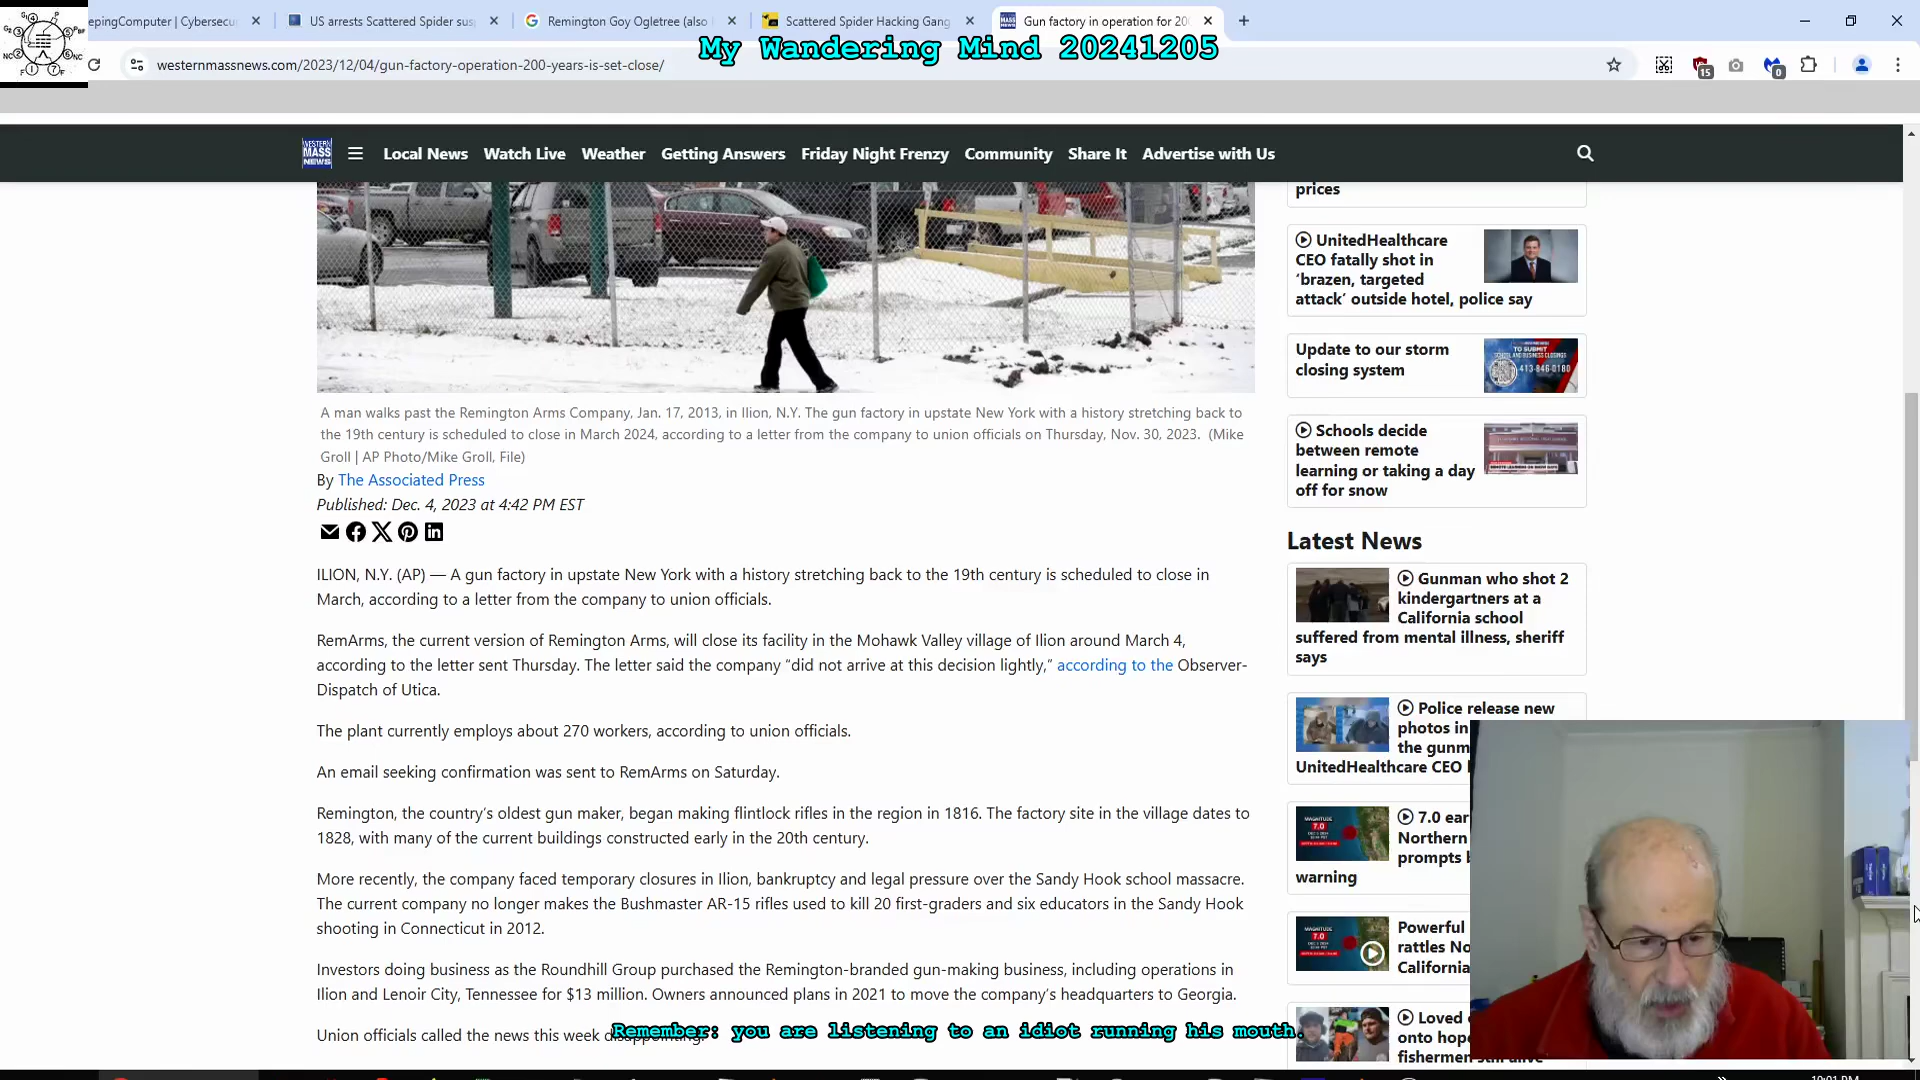 epingComputer | Cybersecu
US arrests Scattered Spider sus
Remington Goy Ogletree (also
Scattered Spider Hacking Gang
Gun factory in operation for 200
My Wandering Mind 20241205
westernmassnews.com/2023/12/04/gun-factory-operation-200-years-is-set-close/
15
0
WESTERN MASS NEWS
Local News
Watch Live
Weather
Getting Answers
Friday Night Frenzy
Community
Share It
Advertise with Us
A man walks past the Remington Arms Company, Jan. 17, 2013, in Ilion, N.Y. The gun factory in upstate New York with a history stretching back to
the 19th century is scheduled to close in March 2024, according to a letter from the company to union officials on Thursday, Nov. 30, 2023. (Mike
Groll | AP Photo/Mike Groll, File)
By The Associated Press
Published: Dec. 4, 2023 at 4:42 PM EST
ILION, N.Y. (AP) — A gun factory in upstate New York with a history stretching back to the 19th century is scheduled to close in
March, according to a letter from the company to union officials.
RemArms, the current version of Remington Arms, will close its facility in the Mohawk Valley village of Ilion around March 4,
according to the letter sent Thursday. The letter said the company “did not arrive at this decision lightly,” according to the Observer-
Dispatch of Utica.
The plant currently employs about 270 workers, according to union officials.
An email seeking confirmation was sent to RemArms on Saturday.
Remington, the country’s oldest gun maker, began making flintlock rifles in the region in 1816. The factory site in the village dates to
1828, with many of the current buildings constructed early in the 20th century.
More recently, the company faced temporary closures in Ilion, bankruptcy and legal pressure over the Sandy Hook school massacre.
The current company no longer makes the Bushmaster AR-15 rifles used to kill 20 first-graders and six educators in the Sandy Hook
shooting in Connecticut in 2012.
Investors doing business as the Roundhill Group purchased the Remington-branded gun-making business, including operations in
Ilion and Lenoir City, Tennessee for $13 million. Owners announced plans in 2021 to move the company’s headquarters to Georgia.
Union officials called the news this week disappointing.
Remember: you are listening to an idiot running his mouth.
prices
UnitedHealthcare
CEO fatally shot in
‘brazen, targeted
attack’ outside hotel, police say
Update to our storm
closing system
TO SUBMIT
SCHOOL AND BUSINESS CLOSINGS
413-846-0180
Schools decide
between remote
learning or taking a day
off for snow
Latest News
Gunman who shot 2
kindergartners at a
California school
suffered from mental illness, sheriff
says
Police release new
photos in
the gunm
UnitedHealthcare CEO
MAGNITUDE
7.0
7.0 ear
Northern
prompts
warning
MAGNITUDE
7.0
Powerful
rattles No
California
Loved
onto hope
fishermen still alive
10:01 PM